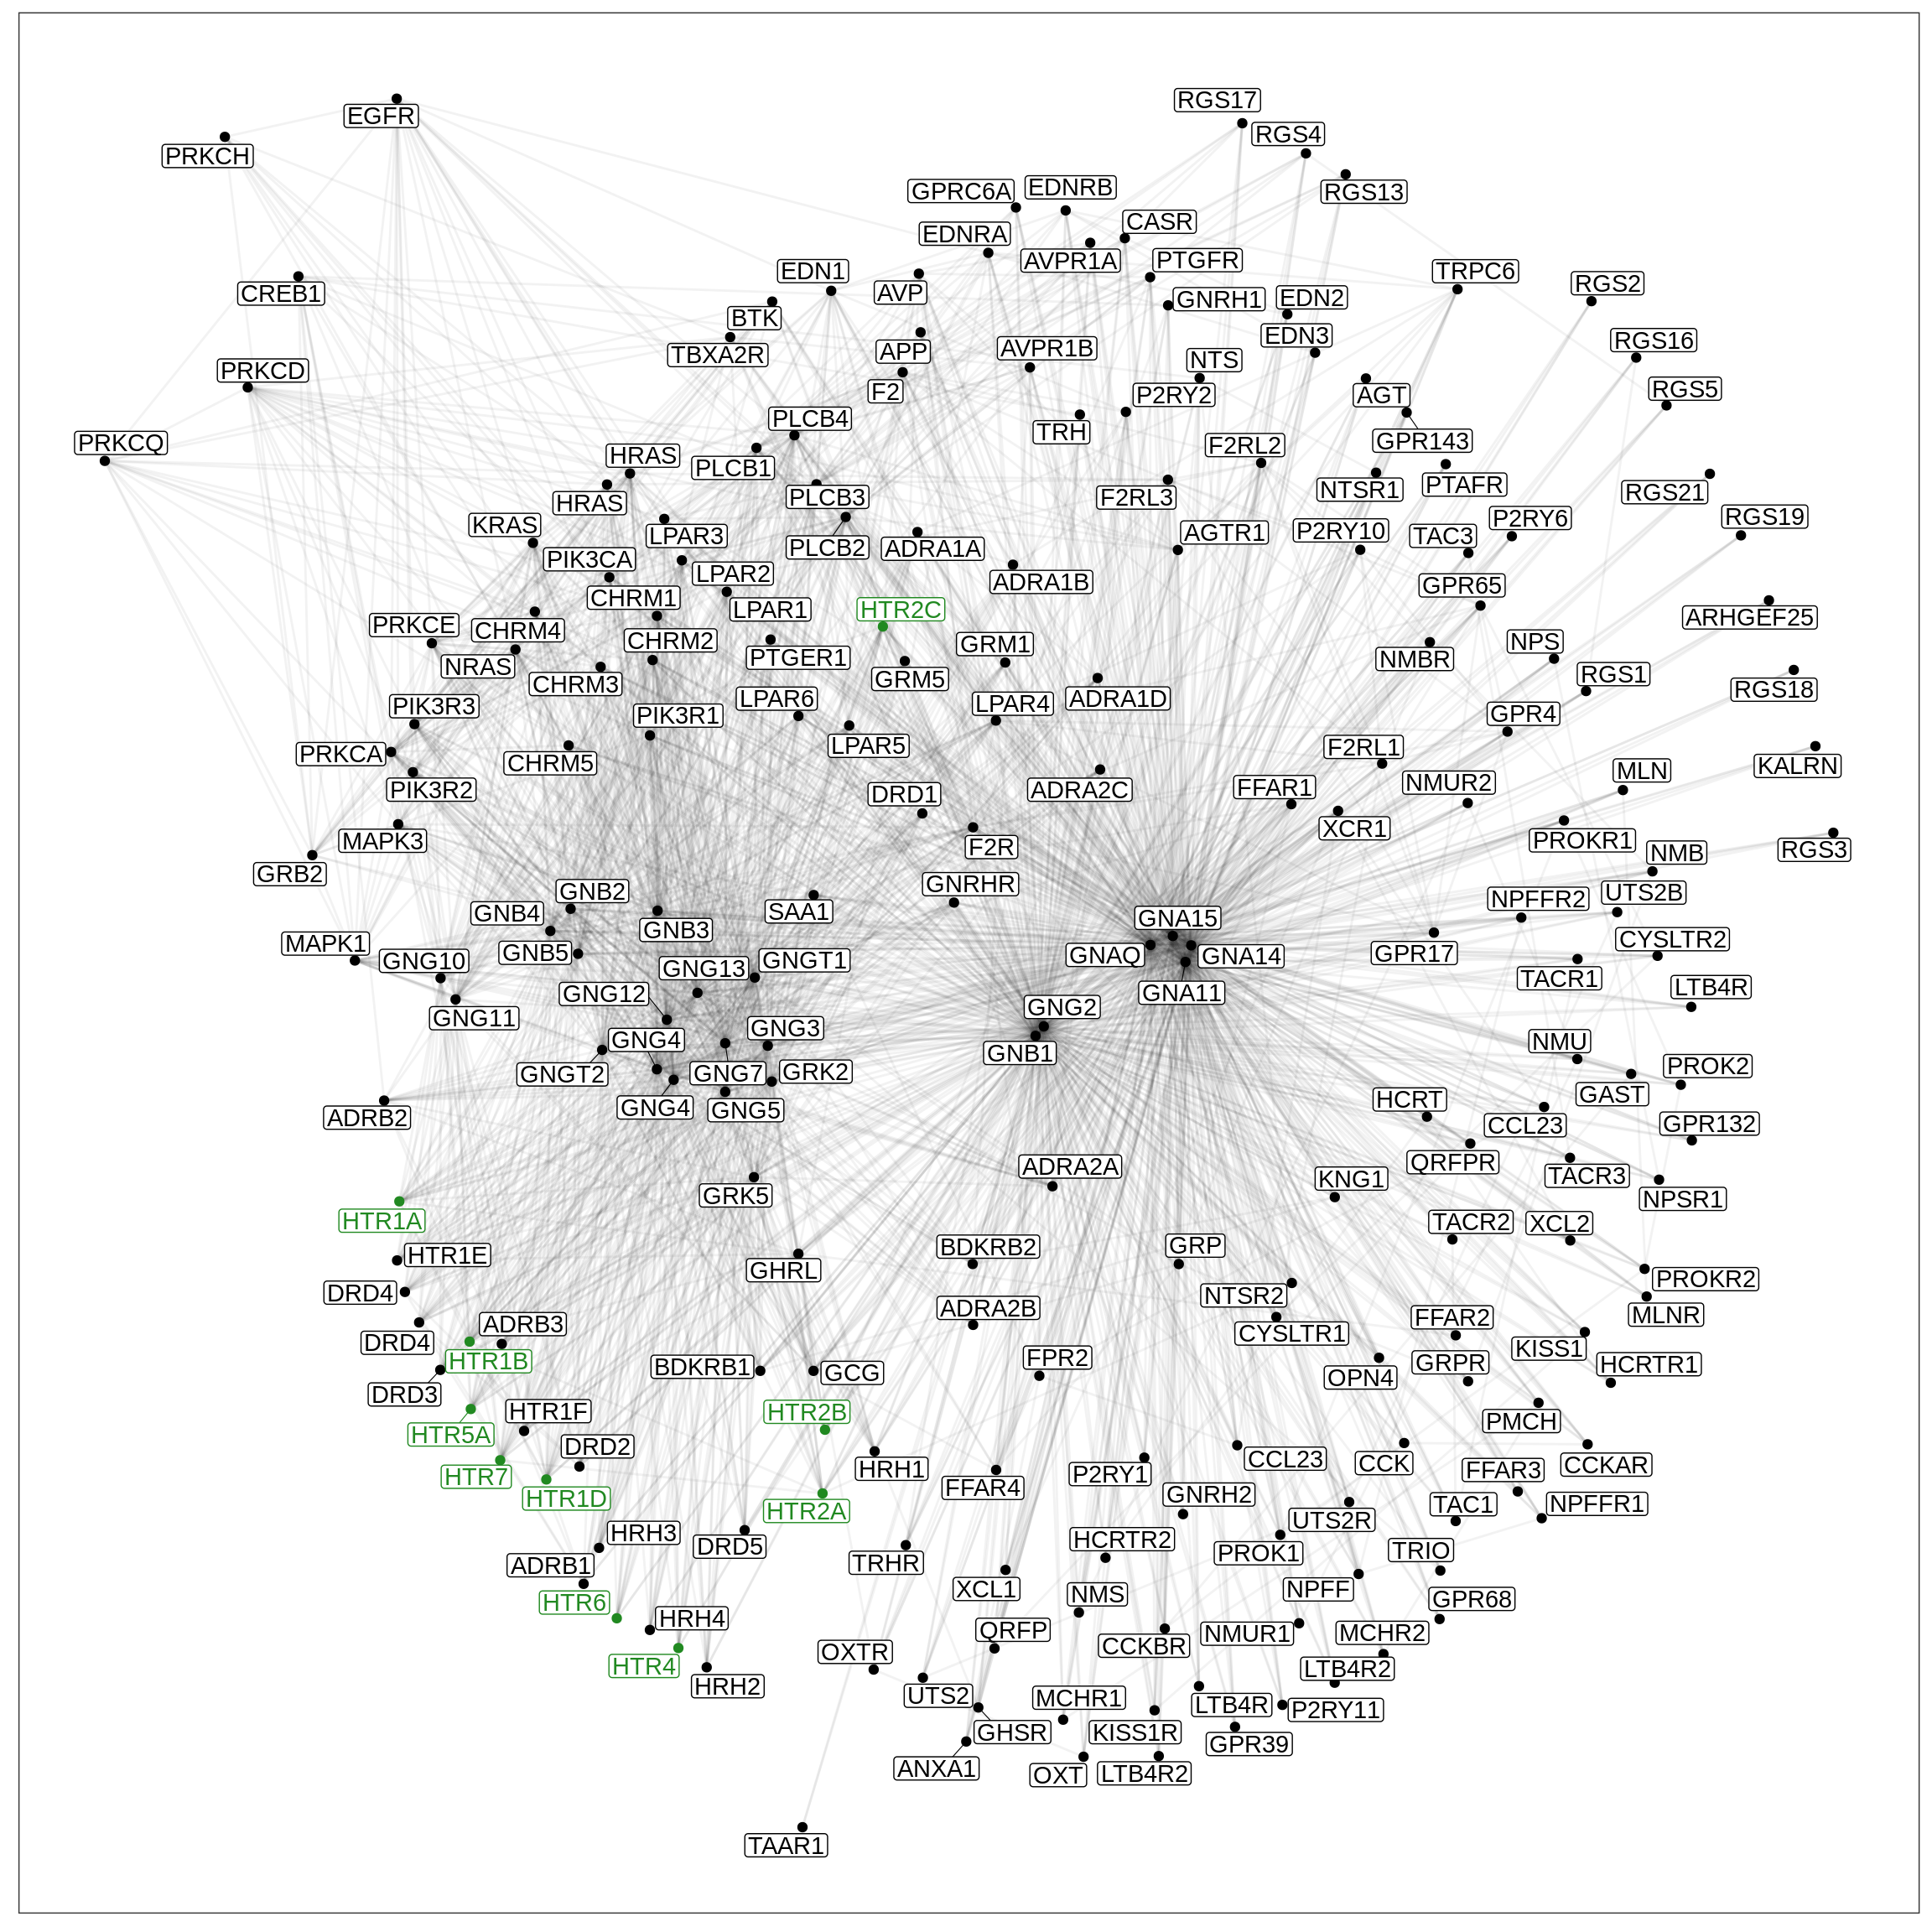 RGS17
EGFR
RGS4
PRKCH
GPRC6A
EDNRB
RGS13
CASR
EDNRA
AVPR1A
PTGFR
EDN1
TRPC6
RGS2
CREB1
AVP
GNRH1
EDN2
BTK
EDN3
RGS16
TBXA2R
APP
AVPR1B
NTS
PRKCD
F2
P2RY2
AGT
RGS5
PLCB4
TRH
PRKCQ
HRAS
PLCB1
F2RL2
GPR143
HRAS
PLCB3
F2RL3
NTSR1
PTAFR
RGS21
KRAS
LPAR3
PLCB2
ADRA1A
AGTR1
P2RY10
TAC3
P2RY6
RGS19
PIK3CA
LPAR2
ADRA1B
GPR65
CHRM1
LPAR1
HTR2C
ARHGEF25
PRKCE
CHRM4
CHRM2
PTGER1
GRM1
NMBR
NPS
NRAS
CHRM3
GRM5
RGS1
RGS18
PIK3R3
PIK3R1
LPAR6
LPAR4
ADRA1D
GPR4
PRKCA
CHRM5
LPAR5
F2RL1
MLN
KALRN
PIK3R2
DRD1
ADRA2C
FFAR1
NMUR2
MAPK3
F2R
XCR1
PROKR1
NMB
RGS3
GRB2
GNB2
GNRHR
NPFFR2
UTS2B
GNB4
GNB3
SAA1
GNA15
MAPK1
GNB5
GNAQ
GNA14
GPR17
CYSLTR2
GNG10
GNG13
GNGT1
TACR1
GNG12
GNA11
LTB4R
GNG11
GNG2
GNG4
GNG3
GNB1
NMU
GNGT2
GNG7
GRK2
PROK2
GAST
GNG4
GNG5
HCRT
ADRB2
CCL23
GPR132
ADRA2A
QRFPR
TACR3
GRK5
KNG1
NPSR1
HTR1A
TACR2
XCL2
HTR1E
BDKRB2
GRP
GHRL
PROKR2
DRD4
NTSR2
ADRB3
ADRA2B
FFAR2
MLNR
DRD4
CYSLTR1
KISS1
HTR1B
BDKRB1
FPR2
GRPR
HCRTR1
DRD3
GCG
OPN4
HTR1F
HTR2B
PMCH
HTR5A
DRD2
HRH1
CCL23
CCK
CCKAR
HTR7
P2RY1
FFAR3
HTR1D
HTR2A
FFAR4
GNRH2
TAC1
NPFFR1
HRH3
DRD5
UTS2R
ADRB1
TRHR
HCRTR2
PROK1
TRIO
HTR6
XCL1
NMS
NPFF
GPR68
HRH4
QRFP
NMUR1
MCHR2
HTR4
OXTR
CCKBR
LTB4R2
HRH2
UTS2
MCHR1
LTB4R
P2RY11
GHSR
KISS1R
GPR39
ANXA1
OXT
LTB4R2
TAAR1